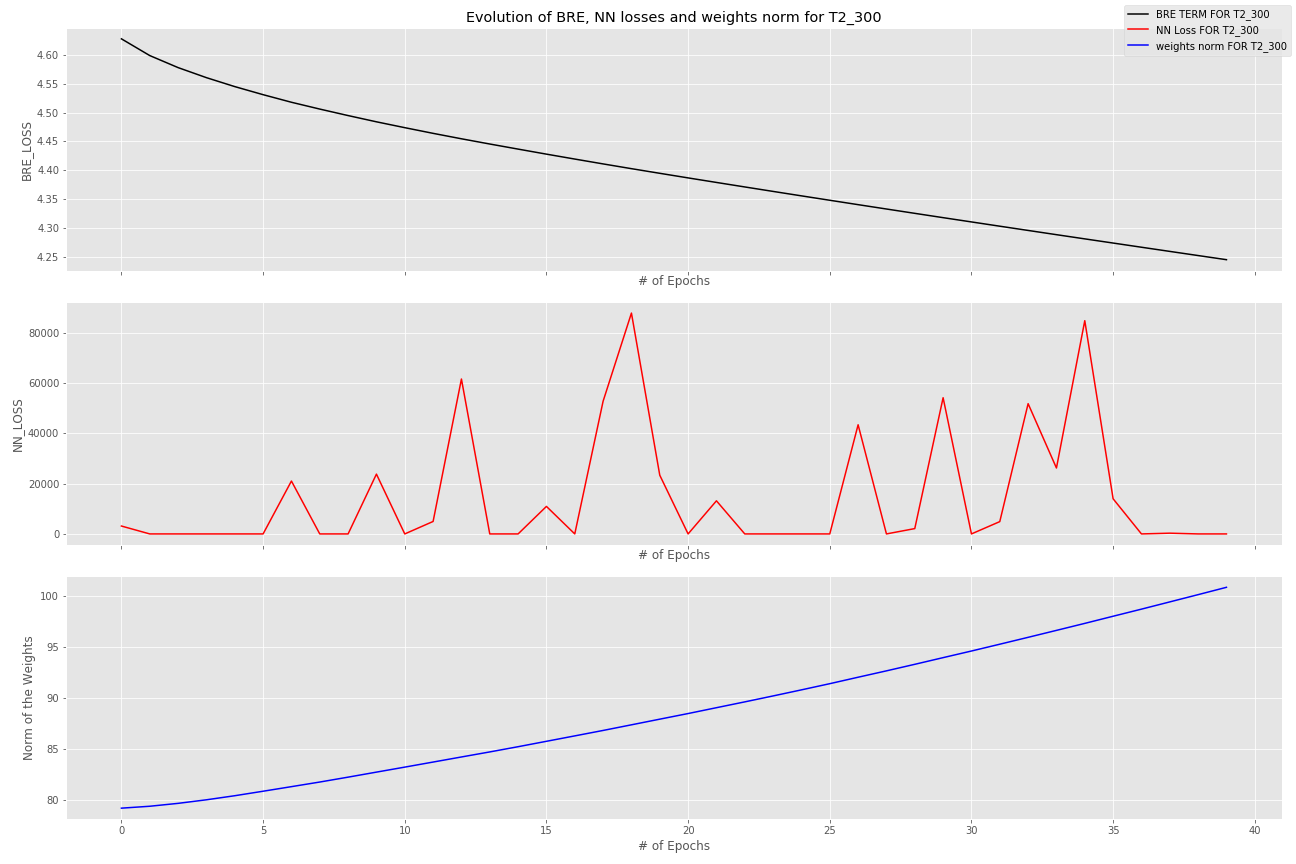 Evolution of BRE, NN losses and weights norm for T2_300
BRE TERM FOR T2_300
NN Loss FOR T2_300
weights norm FOR T2_300
4.60
4.55
4.50
4.45
4.40
4.35
4.30
4.25
BRE_LOSS
# of Epochs
80000
60000
40000
20000
0
NN_LOSS
# of Epochs
100
95
90
85
80
Norm of the Weights
0 5 10 15 20 25 30 35 40
# of Epochs